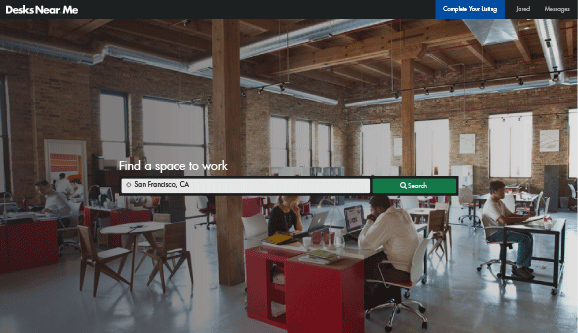 Desks Near Me
Complete Your Listing
Jared
Messages
Find a space to work
San Francisco, CA
Search